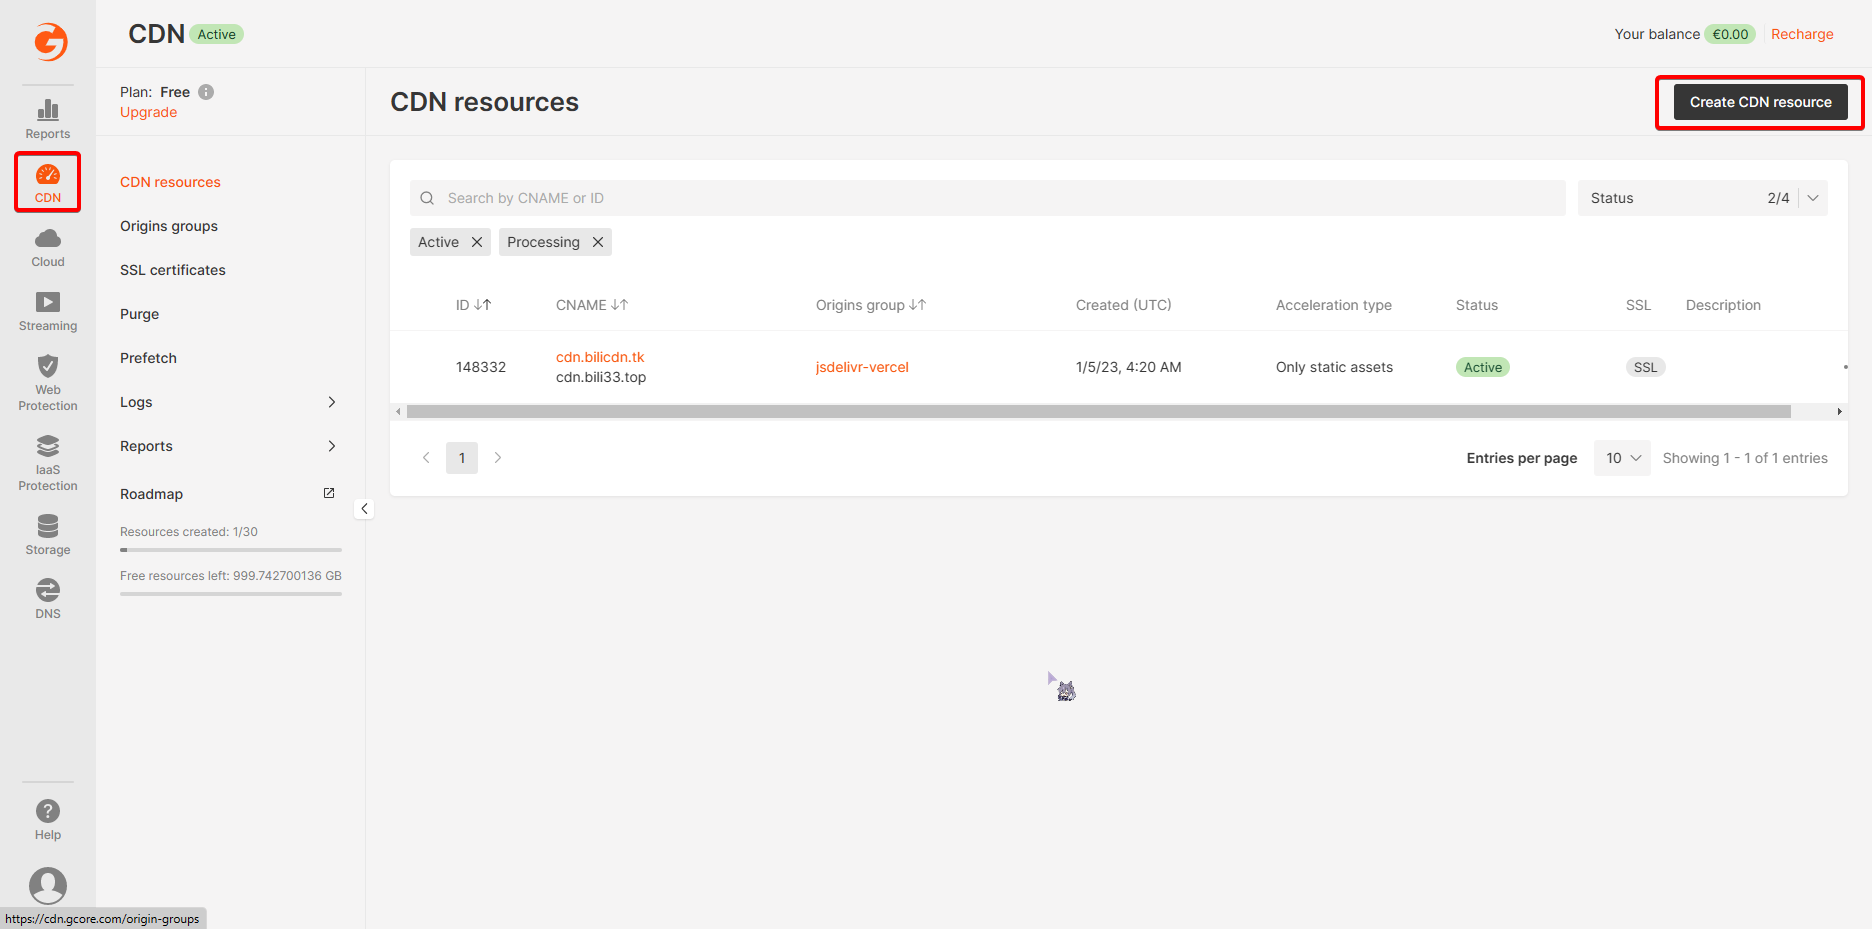 CDN Active
Your balance €0.00 Recharge
Reports
CDN
Cloud
Streaming
Web
Protection
IaaS
Protection
Storage
DNS
Help
Plan: Free
Upgrade
CDN resources
Origins groups
SSL certificates
Purge
Prefetch
Logs
Reports
Roadmap
Resources created: 1/30
Free resources left: 999.742700136 GB
CDN resources
Create CDN resource
Search by CNAME or ID
Status 2/4
Active Processing
ID CNAME Origins group Created (UTC) Acceleration type Status SSL Description
148332 cdn.bilicdn.tk jsdelivr-vercel 1/5/23, 4:20 AM Only static assets Active SSL
cdn.bili33.top
1 Entries per page 10 Showing 1 - 1 of 1 entries
https://cdn.gcore.com/origin-groups